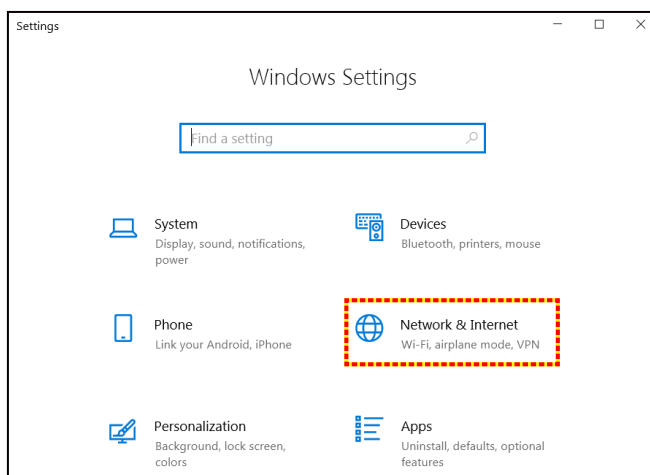 Settings
Windows Settings
Find a setting
System
Display, sound, notifications,
power
Devices
Bluetooth, printers, mouse
Phone
Link your Android, iPhone
Network & Internet
Wi-Fi, airplane mode, VPN
Personalization
Background, lock screen,
colors
Apps
Uninstall, defaults, optional
features